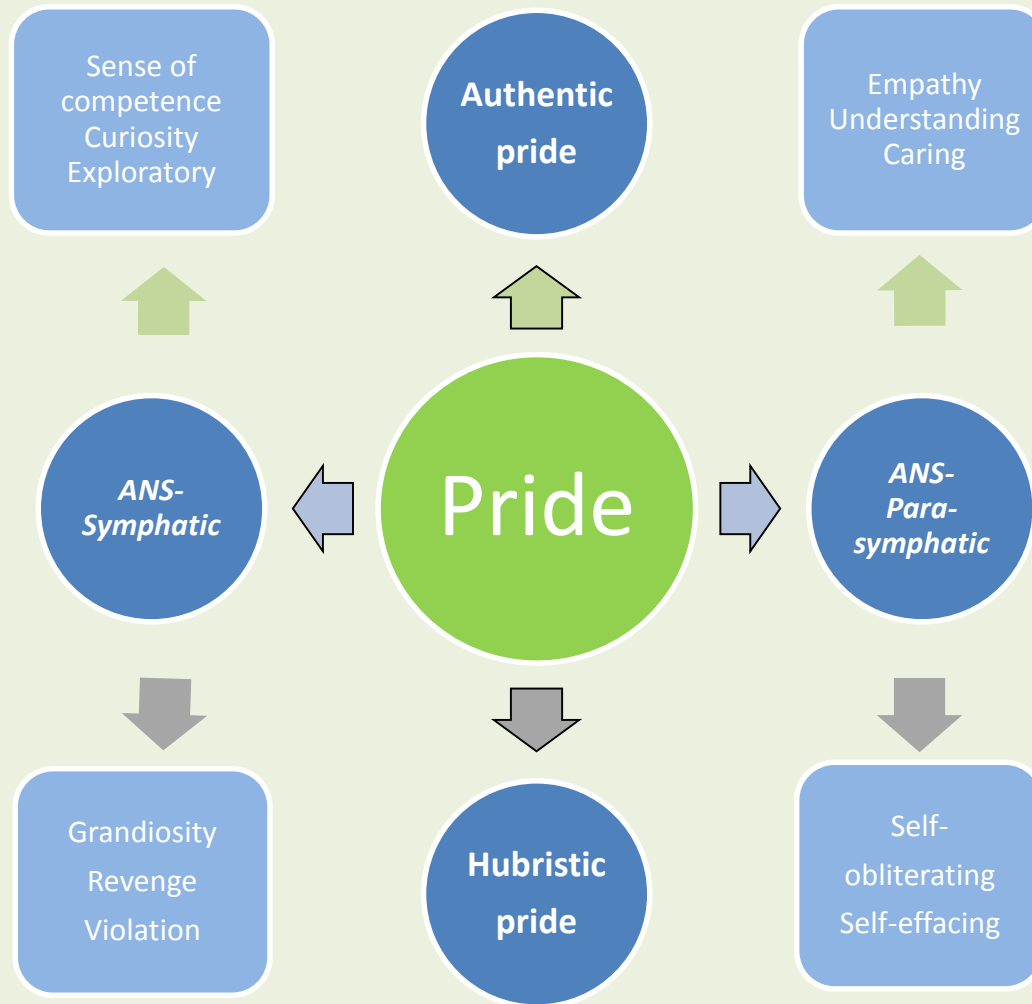 Sense of
competence
Curiosity
Exploratory
Authentic
pride
Empathy
Understanding
Caring
ANS-
Symphatic
Pride
ANS-
Para-
symphatic
Grandiosity
Revenge
Violation
Hubristic
pride
Self-
obliterating
Self-effacing